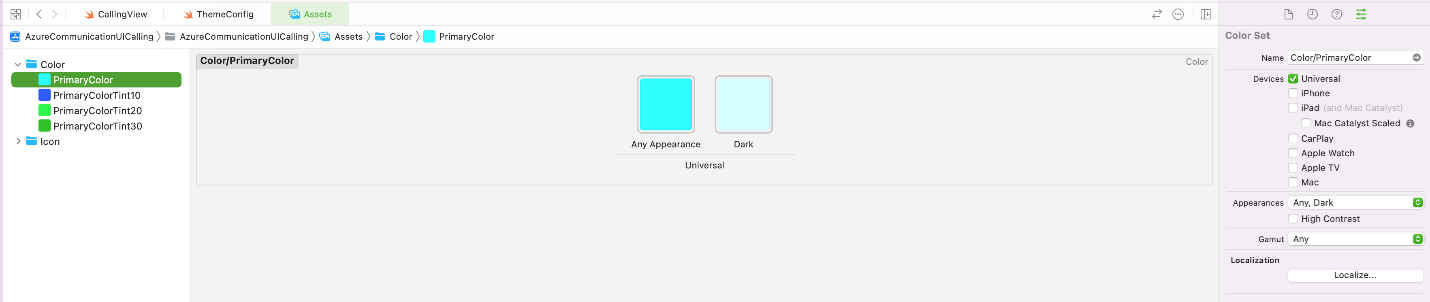 CallingView
ThemeConfig
Assets
AzureCommunicationUICalling
AzureCommunicationUICalling
Assets
Color
PrimaryColor
Color
PrimaryColor
PrimaryColorTint10
PrimaryColorTint20
PrimaryColorTint30
Icon
Color/PrimaryColor
Color
Any Appearance
Dark
Universal
Color Set
Name Color/PrimaryColor
Devices Universal
iPhone
iPad (and Mac Catalyst)
Mac Catalyst Scaled
CarPlay
Apple Watch
Apple TV
Mac
Appearances Any, Dark
High Contrast
Gamut Any
Localization
Localize...